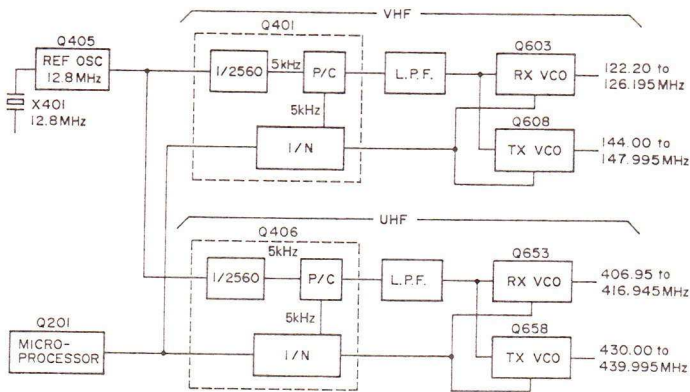 VHF
Q405
REF OSC
12.8 MHz
X401
12.8MHz
Q401
1/2560
5kHz
P/C
5kHz
1/N
L.P.F.
Q603
RX VCO
122.20 to
126.195MHz
Q608
TX VCO
144.00 to
147.995MHz
UHF
Q406
5kHz
1/2560
P/C
5kHz
1/N
L.P.F.
Q653
RX VCO
406.95 to
416.945MHz
Q658
TX VCO
430.00 to
439.995MHz
Q201
MICRO-
PROCESSOR